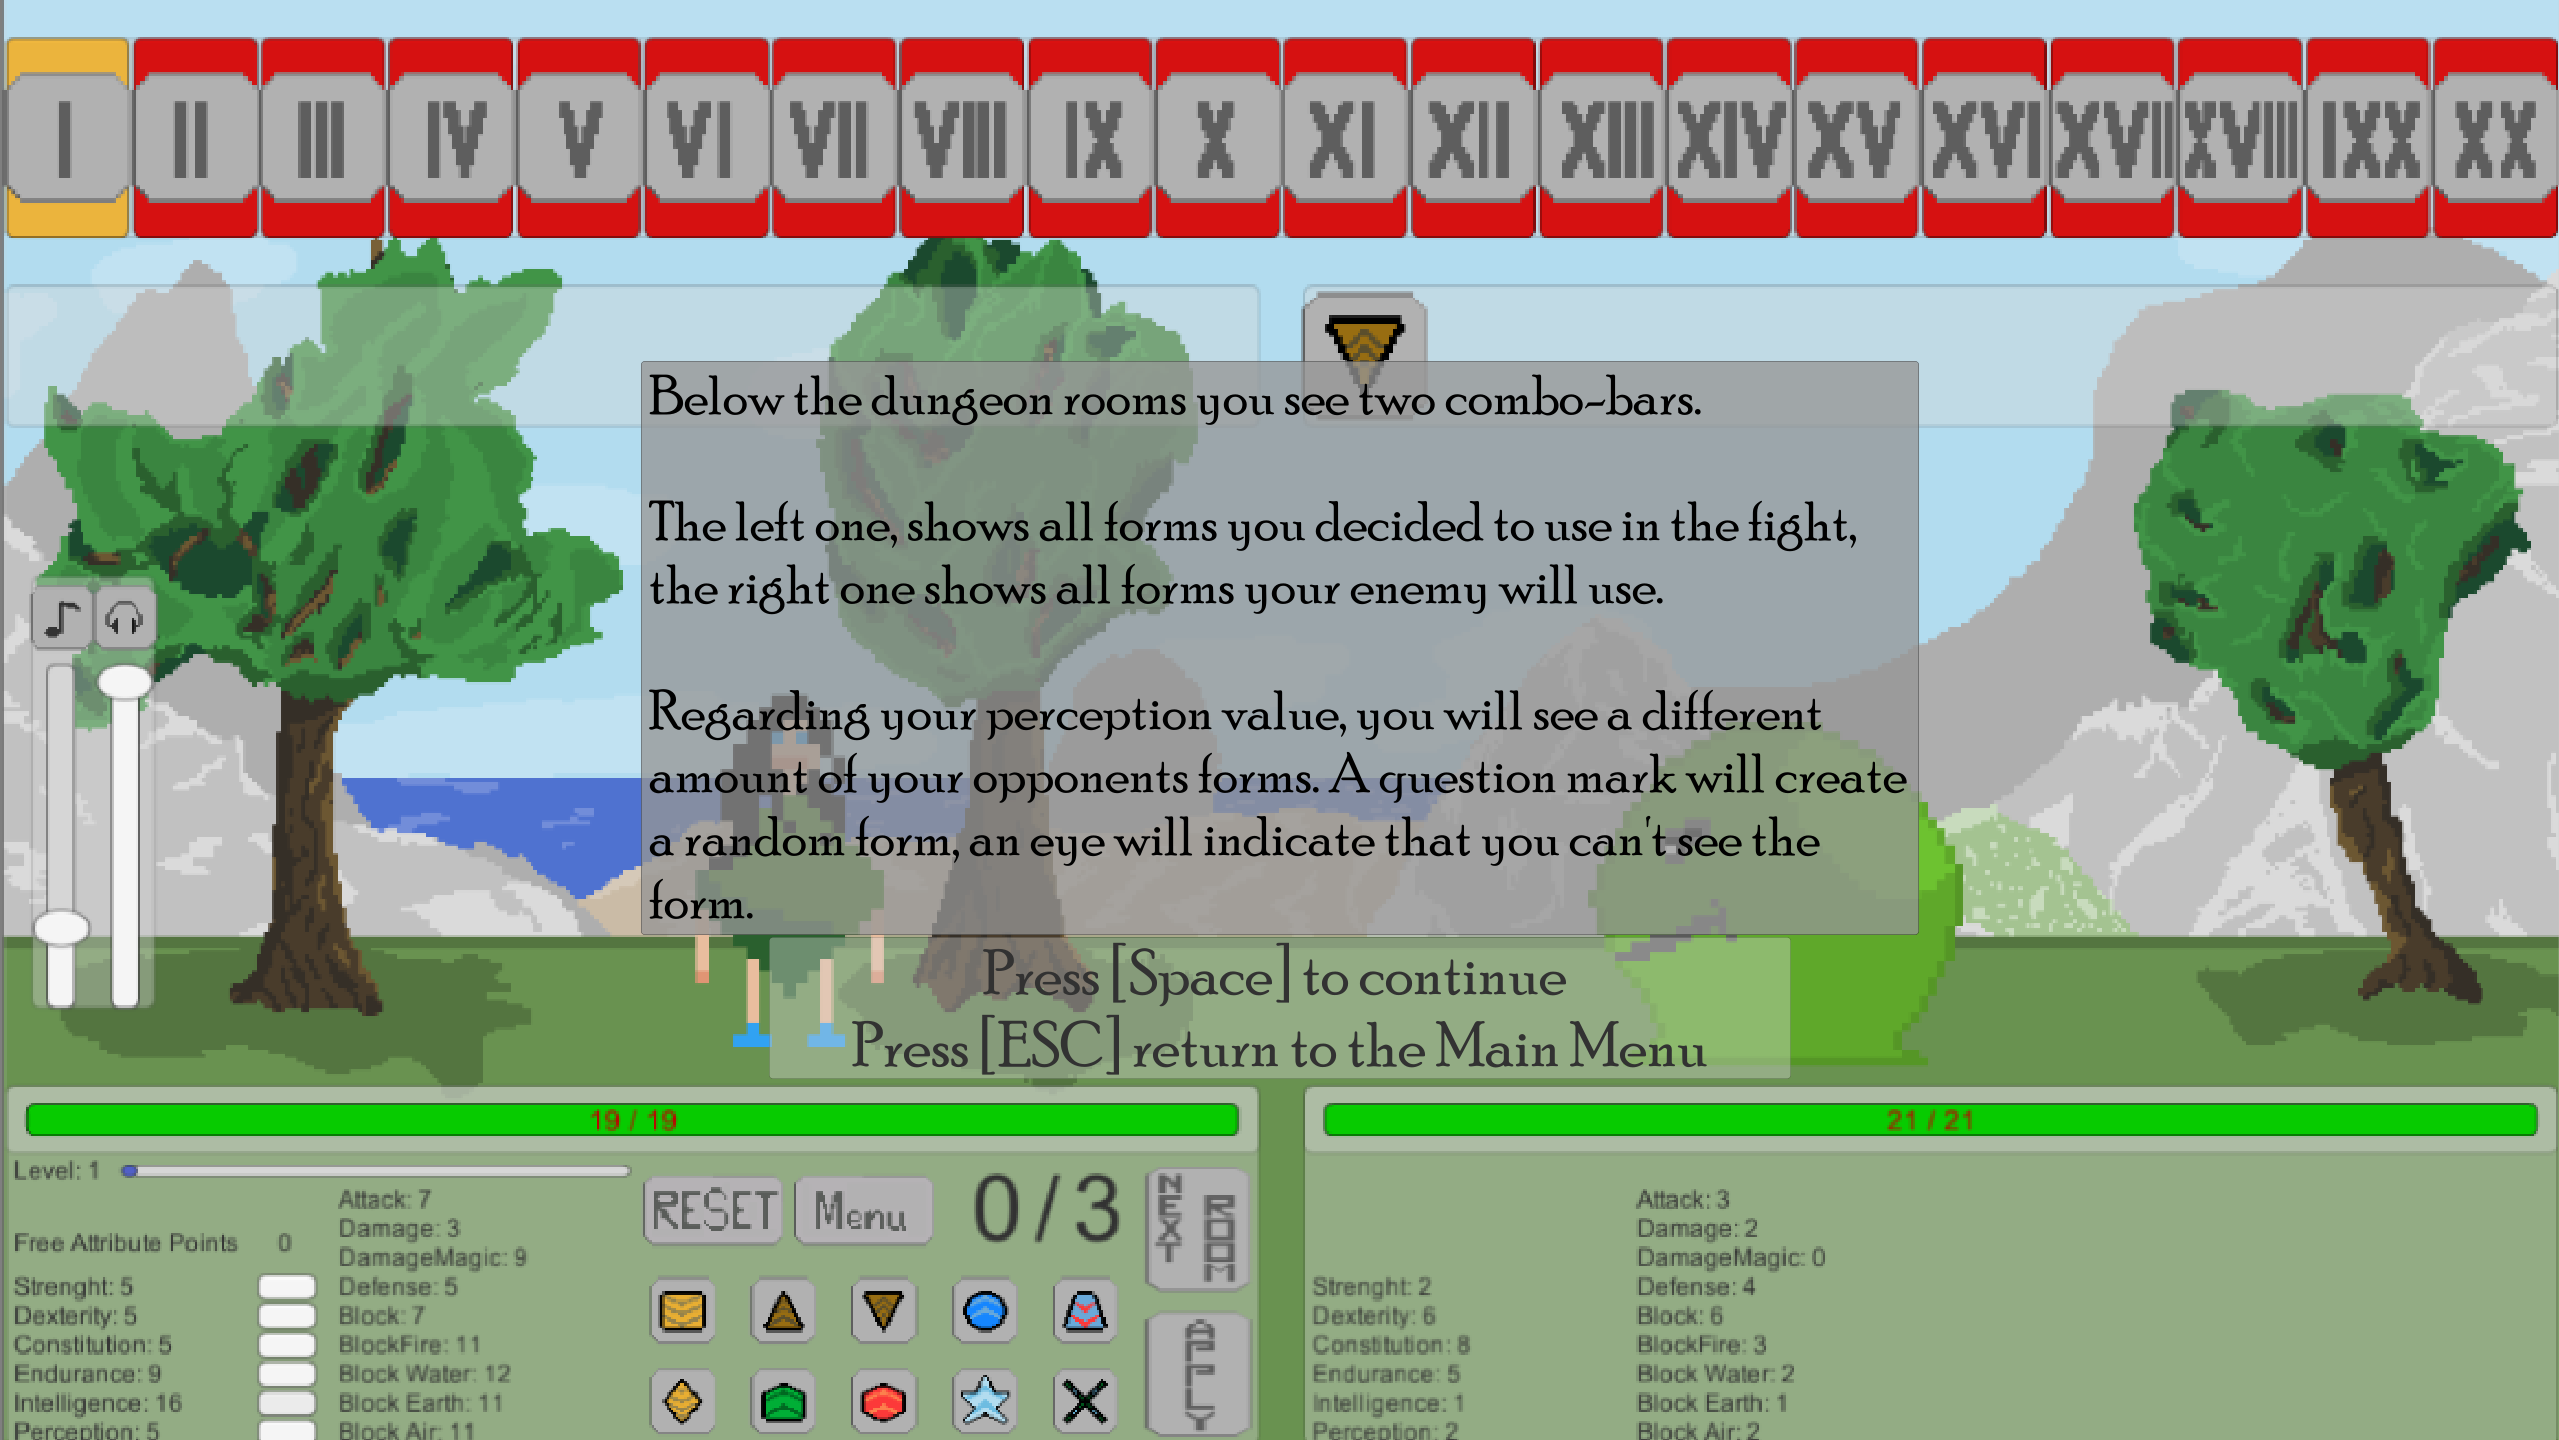 I II III IV V VI VII VIII IX X XI XII XIII XIV XV XVI XVII XVIII IXX XX
Below the dungeon rooms you see two combo-bars.
The left one, shows all forms you decided to use in the fight,
the right one shows all forms your enemy will use.
Regarding your perception value, you will see a different
amount of your opponents forms. A question mark will create
a random form, an eye will indicate that you can't see the
form.
Press [Space] to continue
Press [ESC] return to the Main Menu
19 / 19
Level: 1
Free Attribute Points 0
Strenght: 5
Dexterity: 5
Constitution: 5
Endurance: 9
Intelligence: 16
Perception: 5
Attack: 7
Damage: 3
DamageMagic: 9
Defense: 5
Block: 7
BlockFire: 11
Block Water: 12
Block Earth: 11
Block Air: 11
RESET
Menu
0/3
NEXT ROOM
APPLY
21 / 21
Strenght: 2
Dexterity: 6
Constitution: 8
Endurance: 5
Intelligence: 1
Perception: 2
Attack: 3
Damage: 2
DamageMagic: 0
Defense: 4
Block: 6
BlockFire: 3
Block Water: 2
Block Earth: 1
Block Air: 2